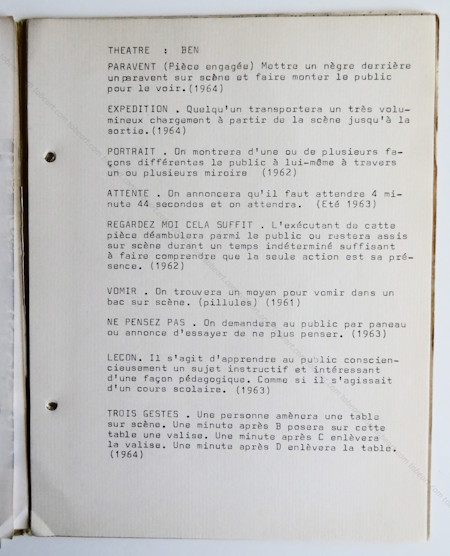 THEATRE : BEN
PARAVENT (Pièce engagée) Mettre un nègre derrière
un paravent sur scène et faire monter le public
pour le voir.(1964)
EXPEDITION . Quelqu'un transportera un très volu-
mineux chargement à partir de la scène jusqu'à la
sortie.(1964)
PORTRAIT . On montrera d'une ou de plusieurs fa-
çons différentes le public à lui-même à travers
un ou plusieurs miroirs (1962)
ATTENTE . On annoncera qu'il faut attendre 4 mi-
nute 44 secondes et on attendra. (Eté 1963)
REGARDEZ MOI CELA SUFFIT . L'exécutant de cette
pièce déambulera parmi le public ou restera assis
sur scène durant un temps indéterminé suffisant
à faire comprendre que la seule action est sa pré-
sence. (1962)
VOMIR . On trouvera un moyen pour vomir dans un
bac sur scène. (pillules) (1961)
NE PENSEZ PAS . On demandera au public par paneau
ou annonce d'essayer de ne plus penser. (1963)
LECON. Il s'agit d'apprendre au public conscien-
cieusement un sujet instructif et intéressant
d'une façon pédagogique. Comme si il s'agissait
d'un cours scolaire. (1963)
TROIS GESTES . Une personne amènera une table
sur scène. Une minute après B posera sur cette
table une valise. Une minute après C enlèvera
la valise. Une minute après D enlèvera la table.
(1964)